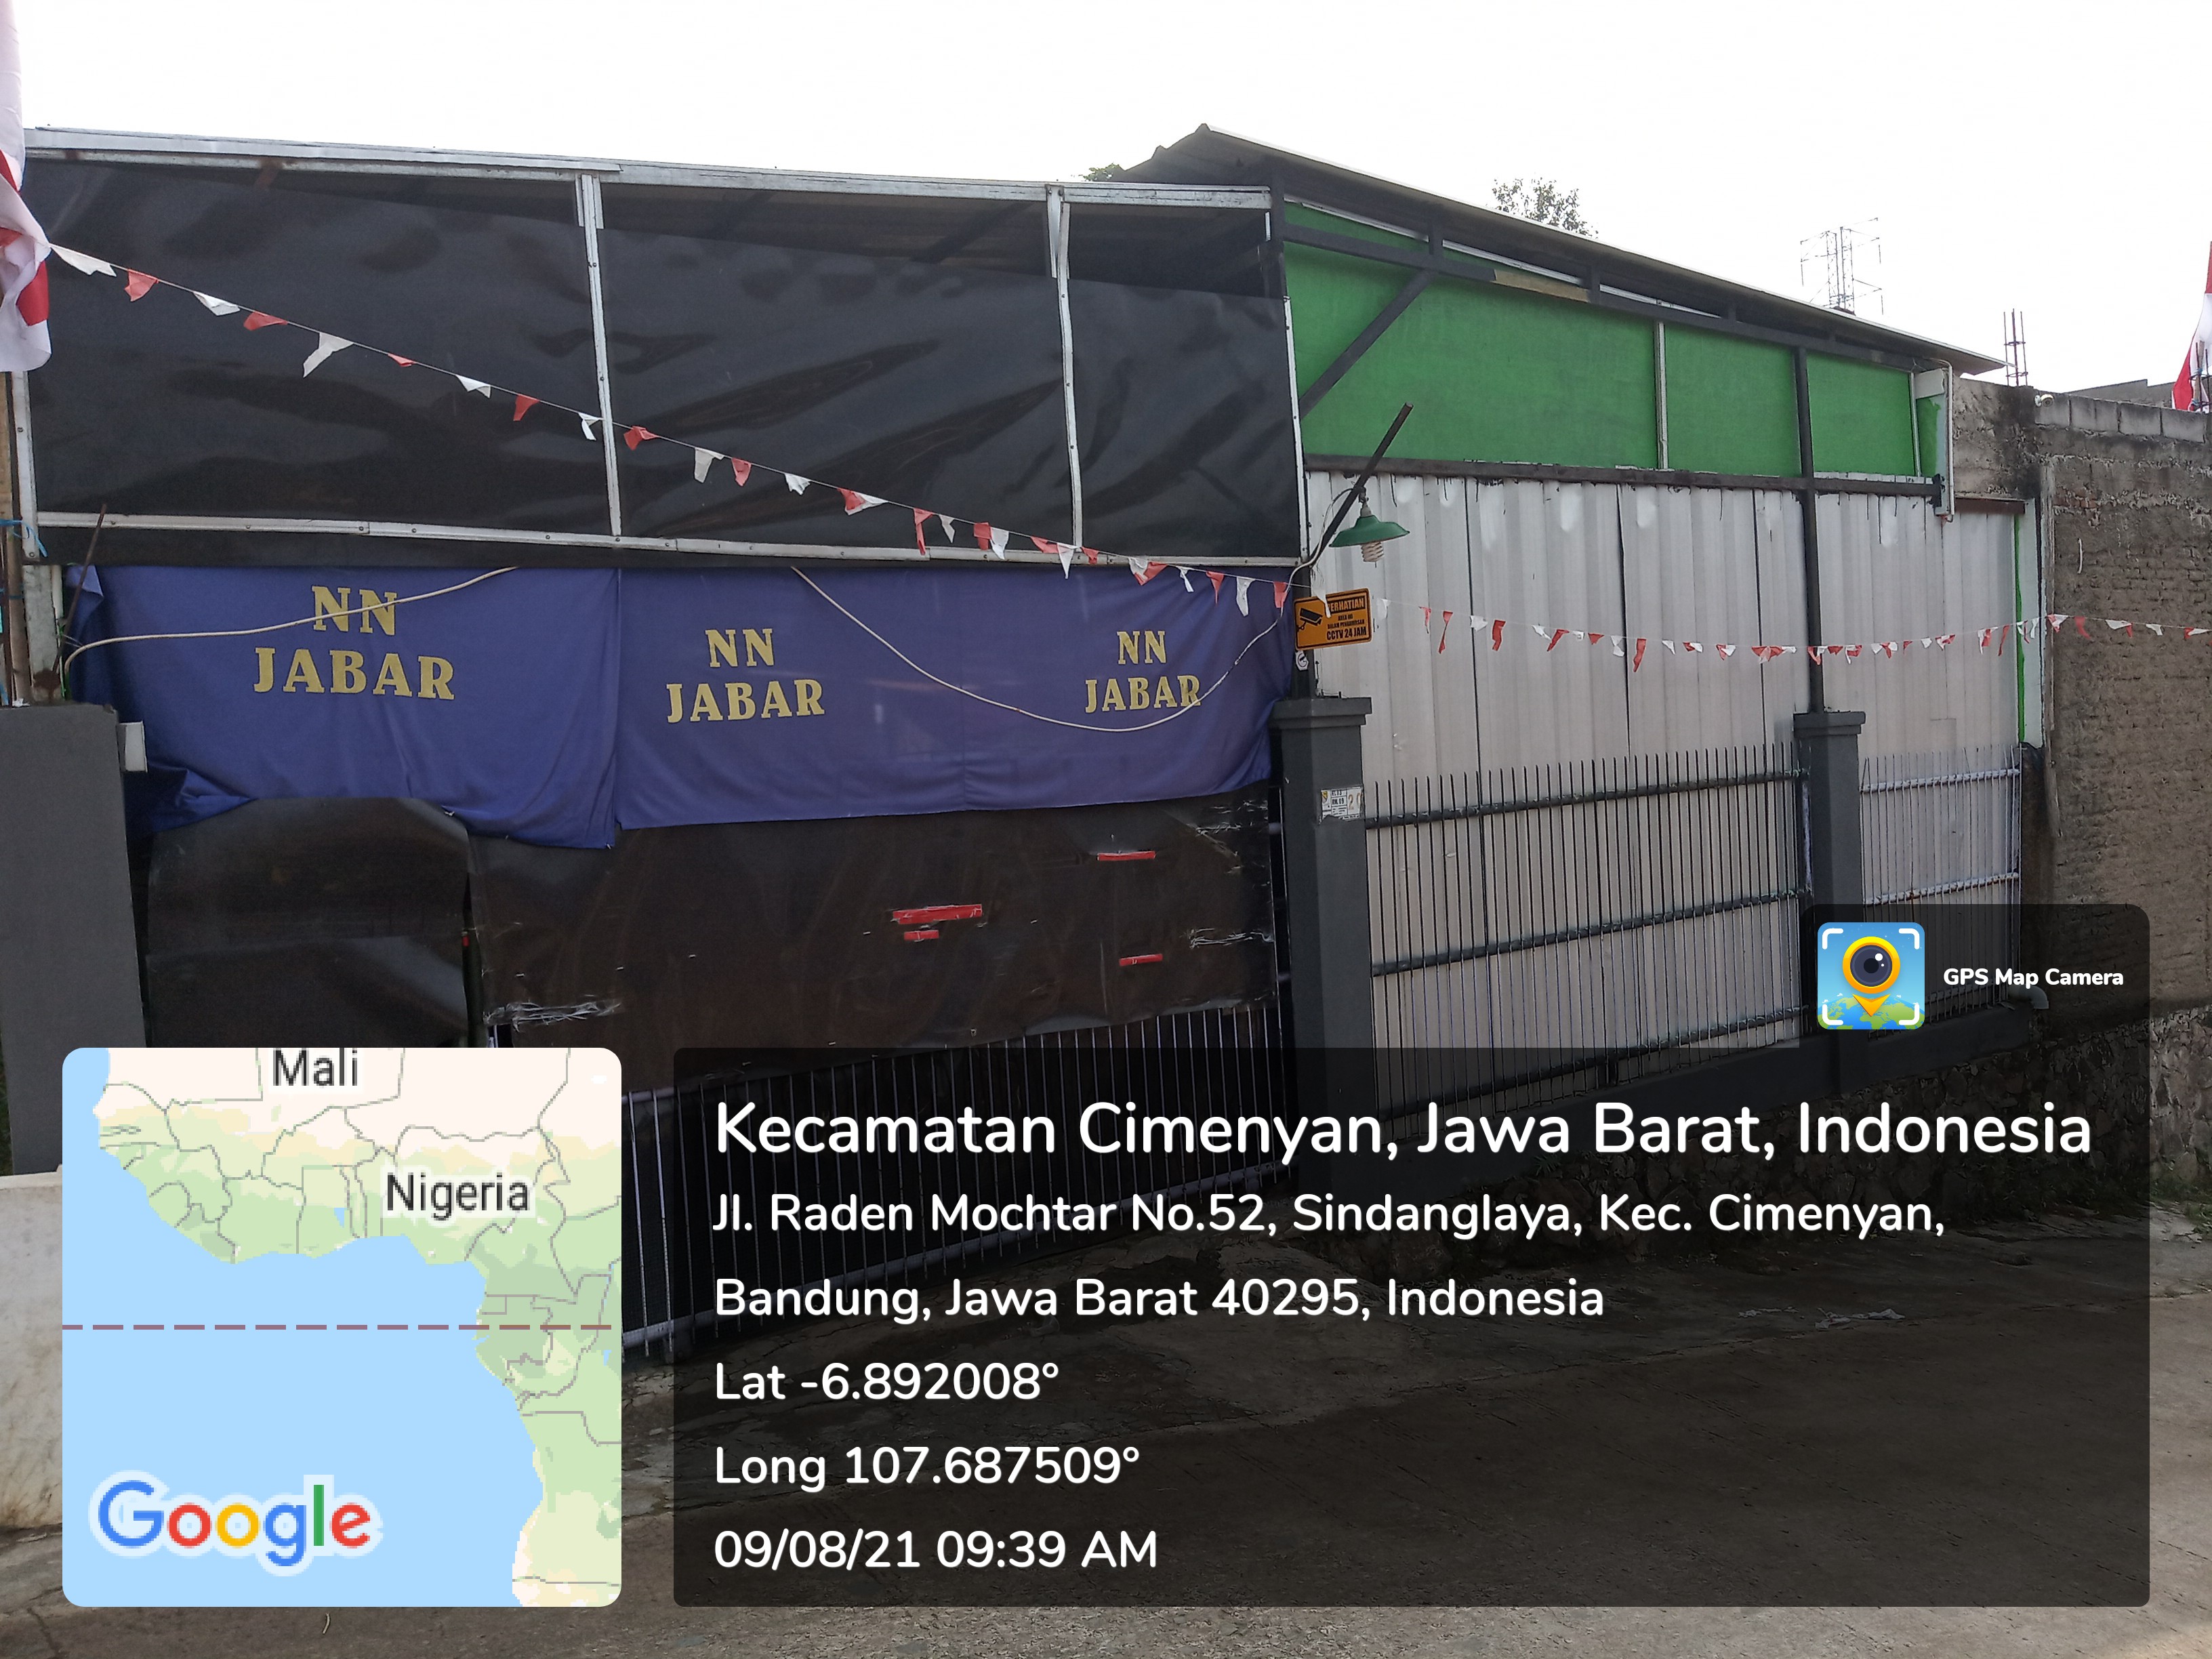 NN
JABAR
NN
JABAR
NN
JABAR
PERHATIAN
CCTV 24 JAM
GPS Map Camera
Mali
Nigeria
Google
Kecamatan Cimenyan, Jawa Barat, Indonesia
Jl. Raden Mochtar No.52, Sindanglaya, Kec. Cimenyan,
Bandung, Jawa Barat 40295, Indonesia
Lat -6.892008°
Long 107.687509°
09/08/21 09:39 AM